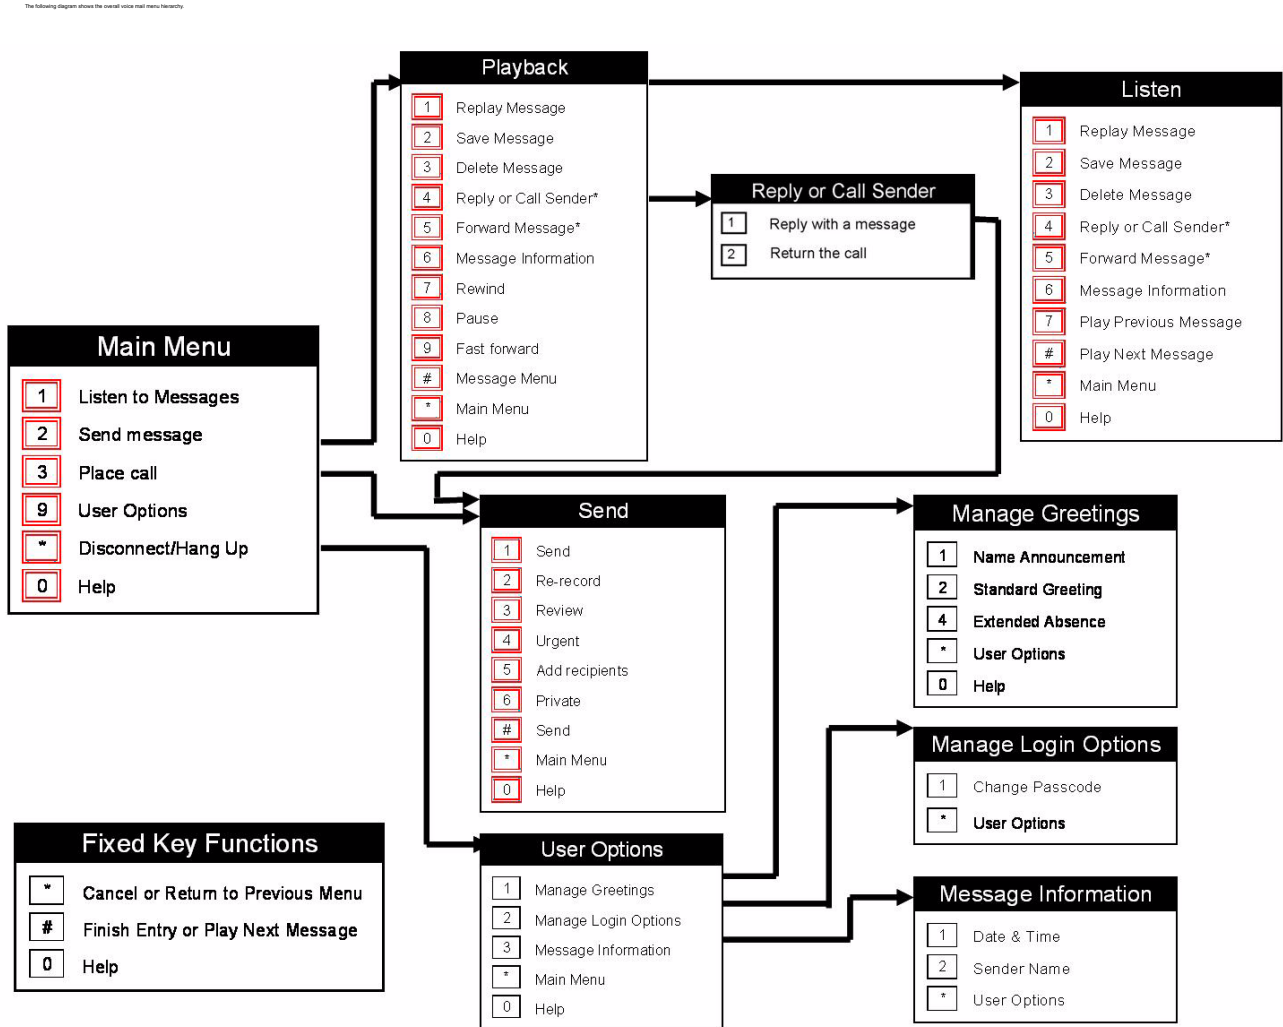 The following diagram shows the overall voice mail menu hierarchy.
Playback
1 Replay Message
2 Save Message
3 Delete Message
4 Reply or Call Sender*
5 Forward Message*
6 Message Information
7 Rewind
8 Pause
9 Fast forward
# Message Menu
* Main Menu
0 Help
Listen
1 Replay Message
2 Save Message
3 Delete Message
4 Reply or Call Sender*
5 Forward Message*
6 Message Information
7 Play Previous Message
# Play Next Message
* Main Menu
0 Help
Reply or Call Sender
1 Reply with a message
2 Return the call
Main Menu
1 Listen to Messages
2 Send message
3 Place call
9 User Options
* Disconnect/Hang Up
0 Help
Send
1 Send
2 Re-record
3 Review
4 Urgent
5 Add recipients
6 Private
# Send
* Main Menu
0 Help
Manage Greetings
1 Name Announcement
2 Standard Greeting
4 Extended Absence
* User Options
0 Help
Manage Login Options
1 Change Passcode
* User Options
Fixed Key Functions
* Cancel or Return to Previous Menu
# Finish Entry or Play Next Message
0 Help
User Options
1 Manage Greetings
2 Manage Login Options
3 Message Information
* Main Menu
0 Help
Message Information
1 Date & Time
2 Sender Name
* User Options